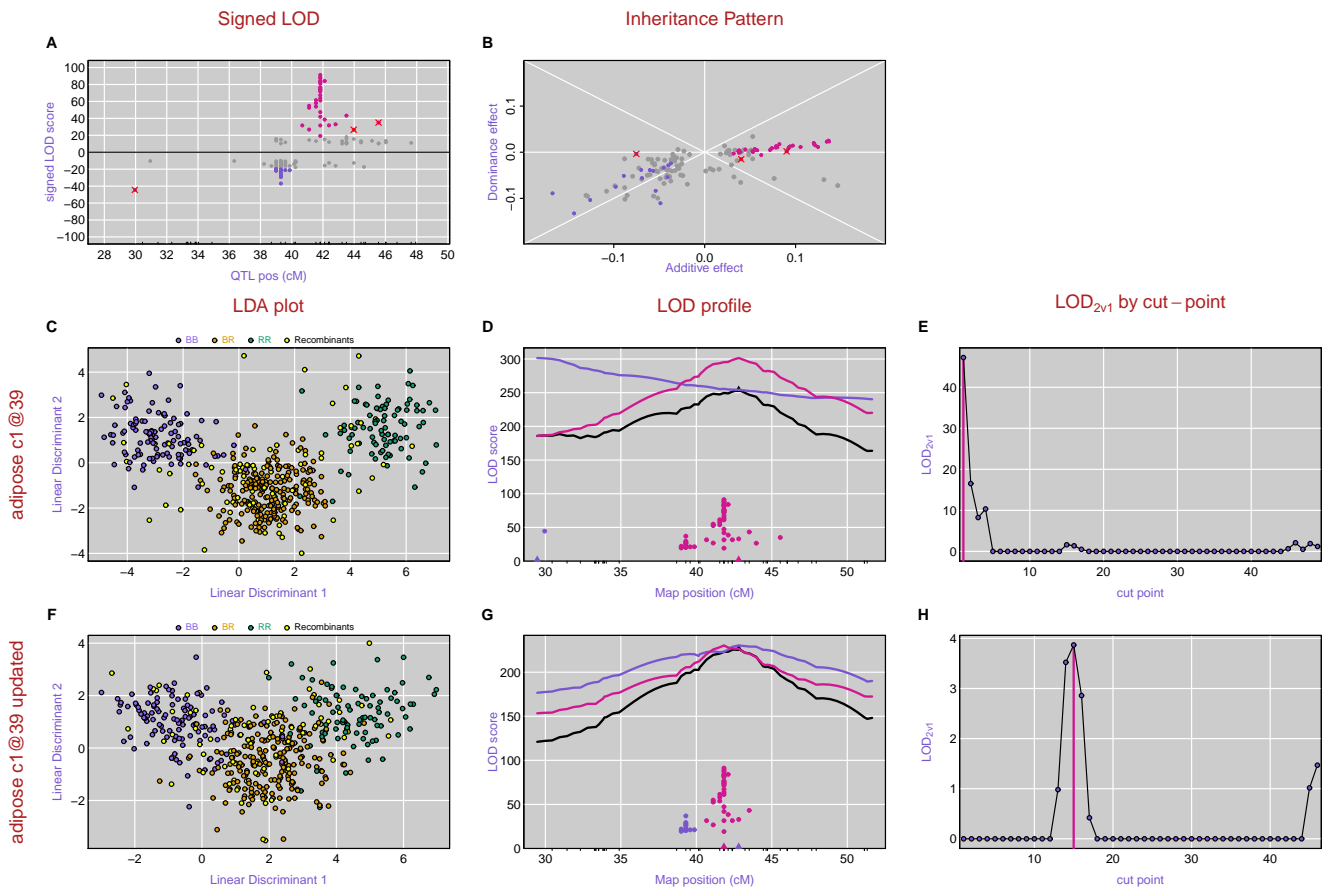 Signed LOD
Inheritance Pattern
A
B
100
80
60
40
20
0
−20
−40
−60
−80
−100
signed LOD score
28 30 32 34 36 38 40 42 44 46 48 50
QTL pos (cM)
0.1
0.0
−0.1
Dominance effect
−0.1 0.0 0.1
Additive effect
LDA plot
LOD profile
LOD2v1 by cut−point
adipose c1@39
C
D
E
BB BR RR Recombinants
4
2
0
−2
−4
Linear Discriminant 2
−4 −2 0 2 4 6
Linear Discriminant 1
300
250
200
150
100
50
0
LOD score
30 35 40 45 50
Map position (cM)
40
30
20
10
0
LOD2v1
10 20 30 40
cut point
adipose c1@39 updated
F
G
H
BB BR RR Recombinants
4
2
0
−2
Linear Discriminant 2
−2 0 2 4 6
Linear Discriminant 1
200
150
100
50
0
LOD score
30 35 40 45 50
Map position (cM)
4
3
2
1
0
LOD2v1
10 20 30 40
cut point